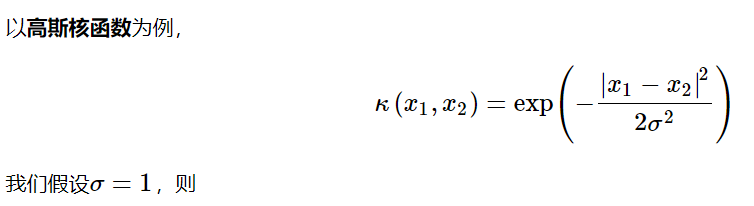 以高斯核函数为例，
κ (x₁, x₂) = exp(−|x₁ − x₂|² / 2σ²)
我们假设σ = 1，则